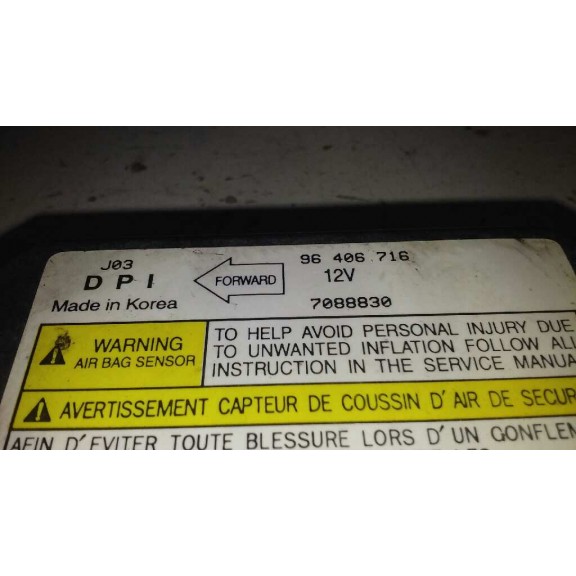 J03
96 406 716
D P I
FORWARD
12V
Made in Korea
7088830
WARNING
AIR BAG SENSOR
TO HELP AVOID PERSONAL INJURY DUE
TO UNWANTED INFLATION FOLLOW ALL
INSTRUCTION IN THE SERVICE MANUA
AVERTISSEMENT CAPTEUR DE COUSSIN D'AIR DE SECUR
AFIN D'EVITER TOUTE BLESSURE LORS D'UN GONFLEM